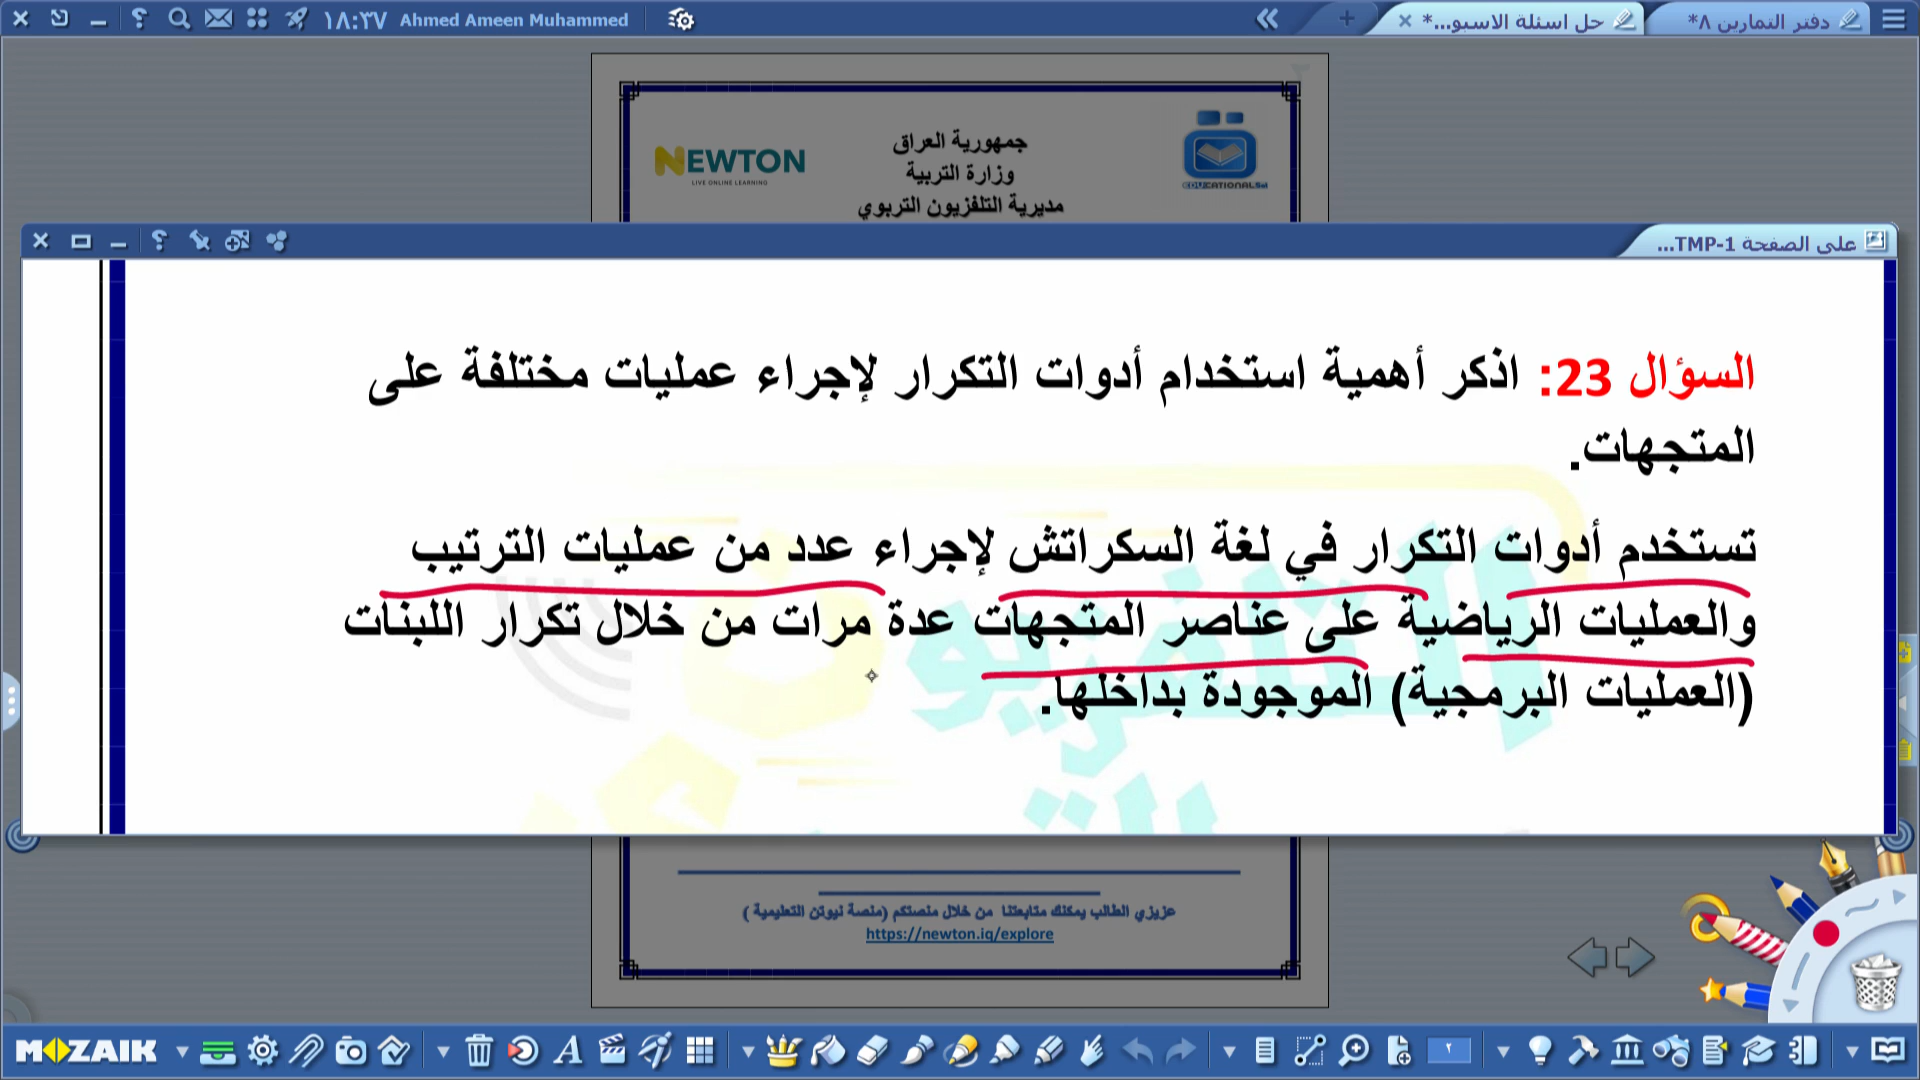 ١٨:٣٧ Ahmed Ameen Muhammed
حل اسئلة الاسبو...*
دفتر التمارين ٨*
NEWTON
LIVE ONLINE LEARNING
جمهورية العراق
وزارة التربية
مديرية التلفزيون التربوي
على الصفحة TMP-1...
السؤال 23: اذكر أهمية استخدام أدوات التكرار لإجراء عمليات مختلفة على
المتجهات.
تستخدم أدوات التكرار في لغة السكراتش لإجراء عدد من عمليات الترتيب
والعمليات الرياضية على عناصر المتجهات عدة مرات من خلال تكرار اللبنات
(العمليات البرمجية) الموجودة بداخلها.
عزيزي الطالب يمكنك متابعتنا من خلال منصتكم (منصة نيوتن التعليمية )
https://newton.iq/explore
MOZAIK
٢